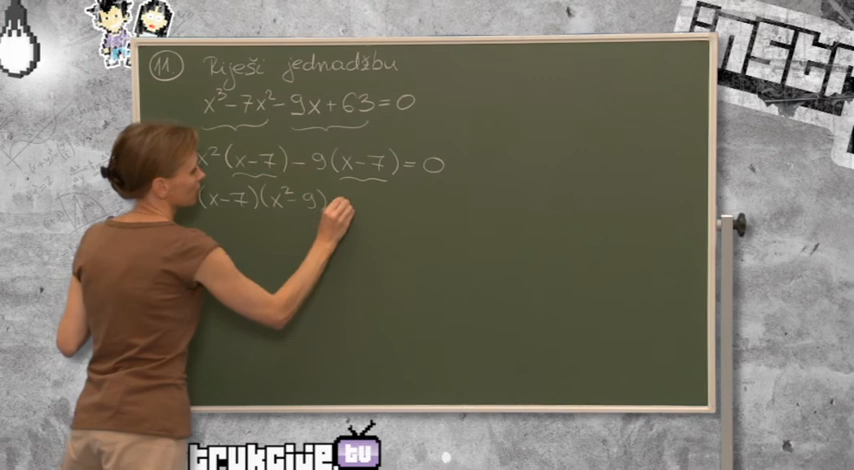 11 Riješi jednadžbu
x³-7x²-9x+63=0
x²(x-7)-9(x-7)=0
(x-7)(x²-9)
trukcije.tv